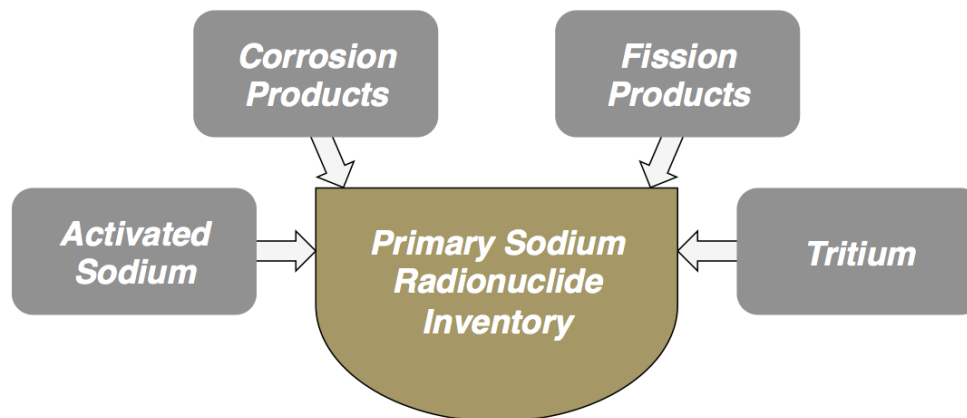 Corrosion
Products
Fission
Products
Activated
Sodium
Primary Sodium
Radionuclide
Inventory
Tritium